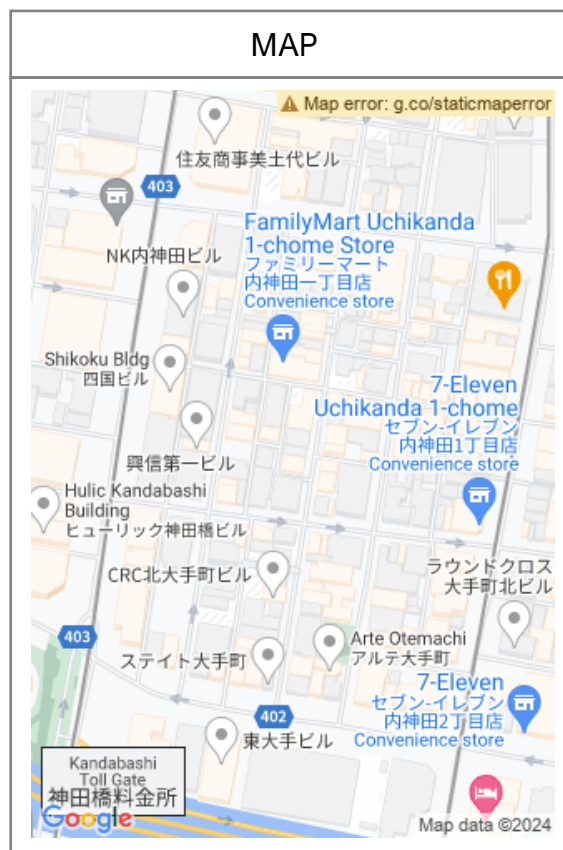 MAP
Map error: g.co/staticmaperror
住友商事美土代ビル
403
FamilyMart Uchikanda
1-chome Store
ファミリーマート
内神田一丁目店
Convenience store
NK内神田ビル
Shikoku Bldg
四国ビル
7-Eleven
Uchikanda 1-chome
セブン-イレブン
内神田1丁目店
Convenience store
興信第一ビル
Hulic Kandabashi
Building
ヒューリック神田橋ビル
CRC北大手町ビル
ラウンドクロス
大手町北ビル
403
ステイト大手町
Arte Otemachi
アルテ大手町
7-Eleven
セブン-イレブン
内神田2丁目店
Convenience store
402
東大手ビル
Kandabashi
Toll Gate
神田橋料金所
Google
Map data ©2024